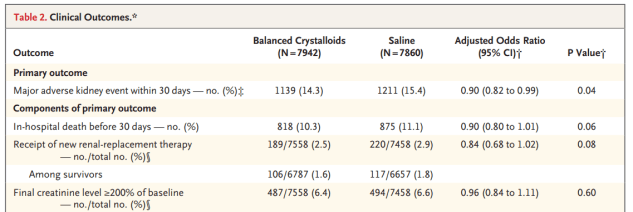 Table 2. Clinical Outcomes.*
Outcome Balanced Crystalloids (N=7942) Saline (N=7860) Adjusted Odds Ratio (95% CI)† P Value†
Primary outcome
Major adverse kidney event within 30 days — no. (%)‡ 1139 (14.3) 1211 (15.4) 0.90 (0.82 to 0.99) 0.04
Components of primary outcome
In-hospital death before 30 days — no. (%) 818 (10.3) 875 (11.1) 0.90 (0.80 to 1.01) 0.06
Receipt of new renal-replacement therapy 189/7558 (2.5) 220/7458 (2.9) 0.84 (0.68 to 1.02) 0.08
— no./total no. (%)§
Among survivors 106/6787 (1.6) 117/6657 (1.8)
Final creatinine level ≥200% of baseline 487/7558 (6.4) 494/7458 (6.6) 0.96 (0.84 to 1.11) 0.60
— no./total no. (%)§